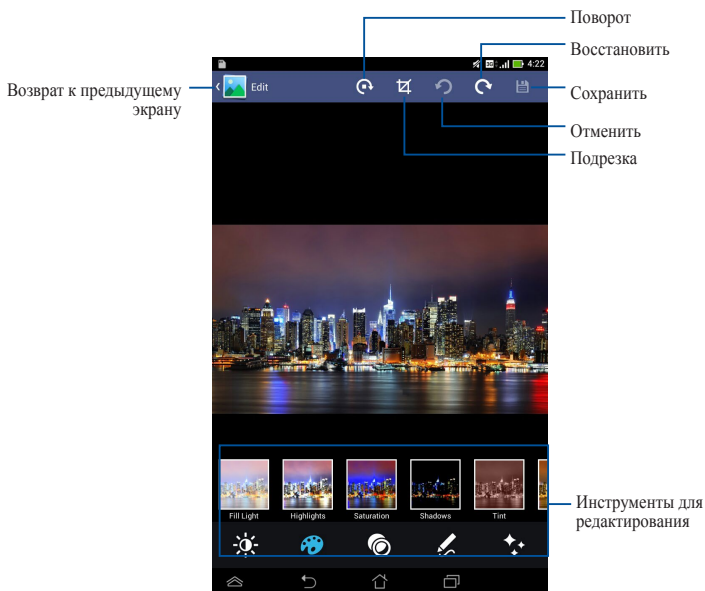 Поворот
Восстановить
3G 4:22
Возврат к предыдущему
экрану
Edit
Сохранить
Отменить
Подрезка
Fill Light
Highlights
Saturation
Shadows
Tint
Инструменты для
редактирования